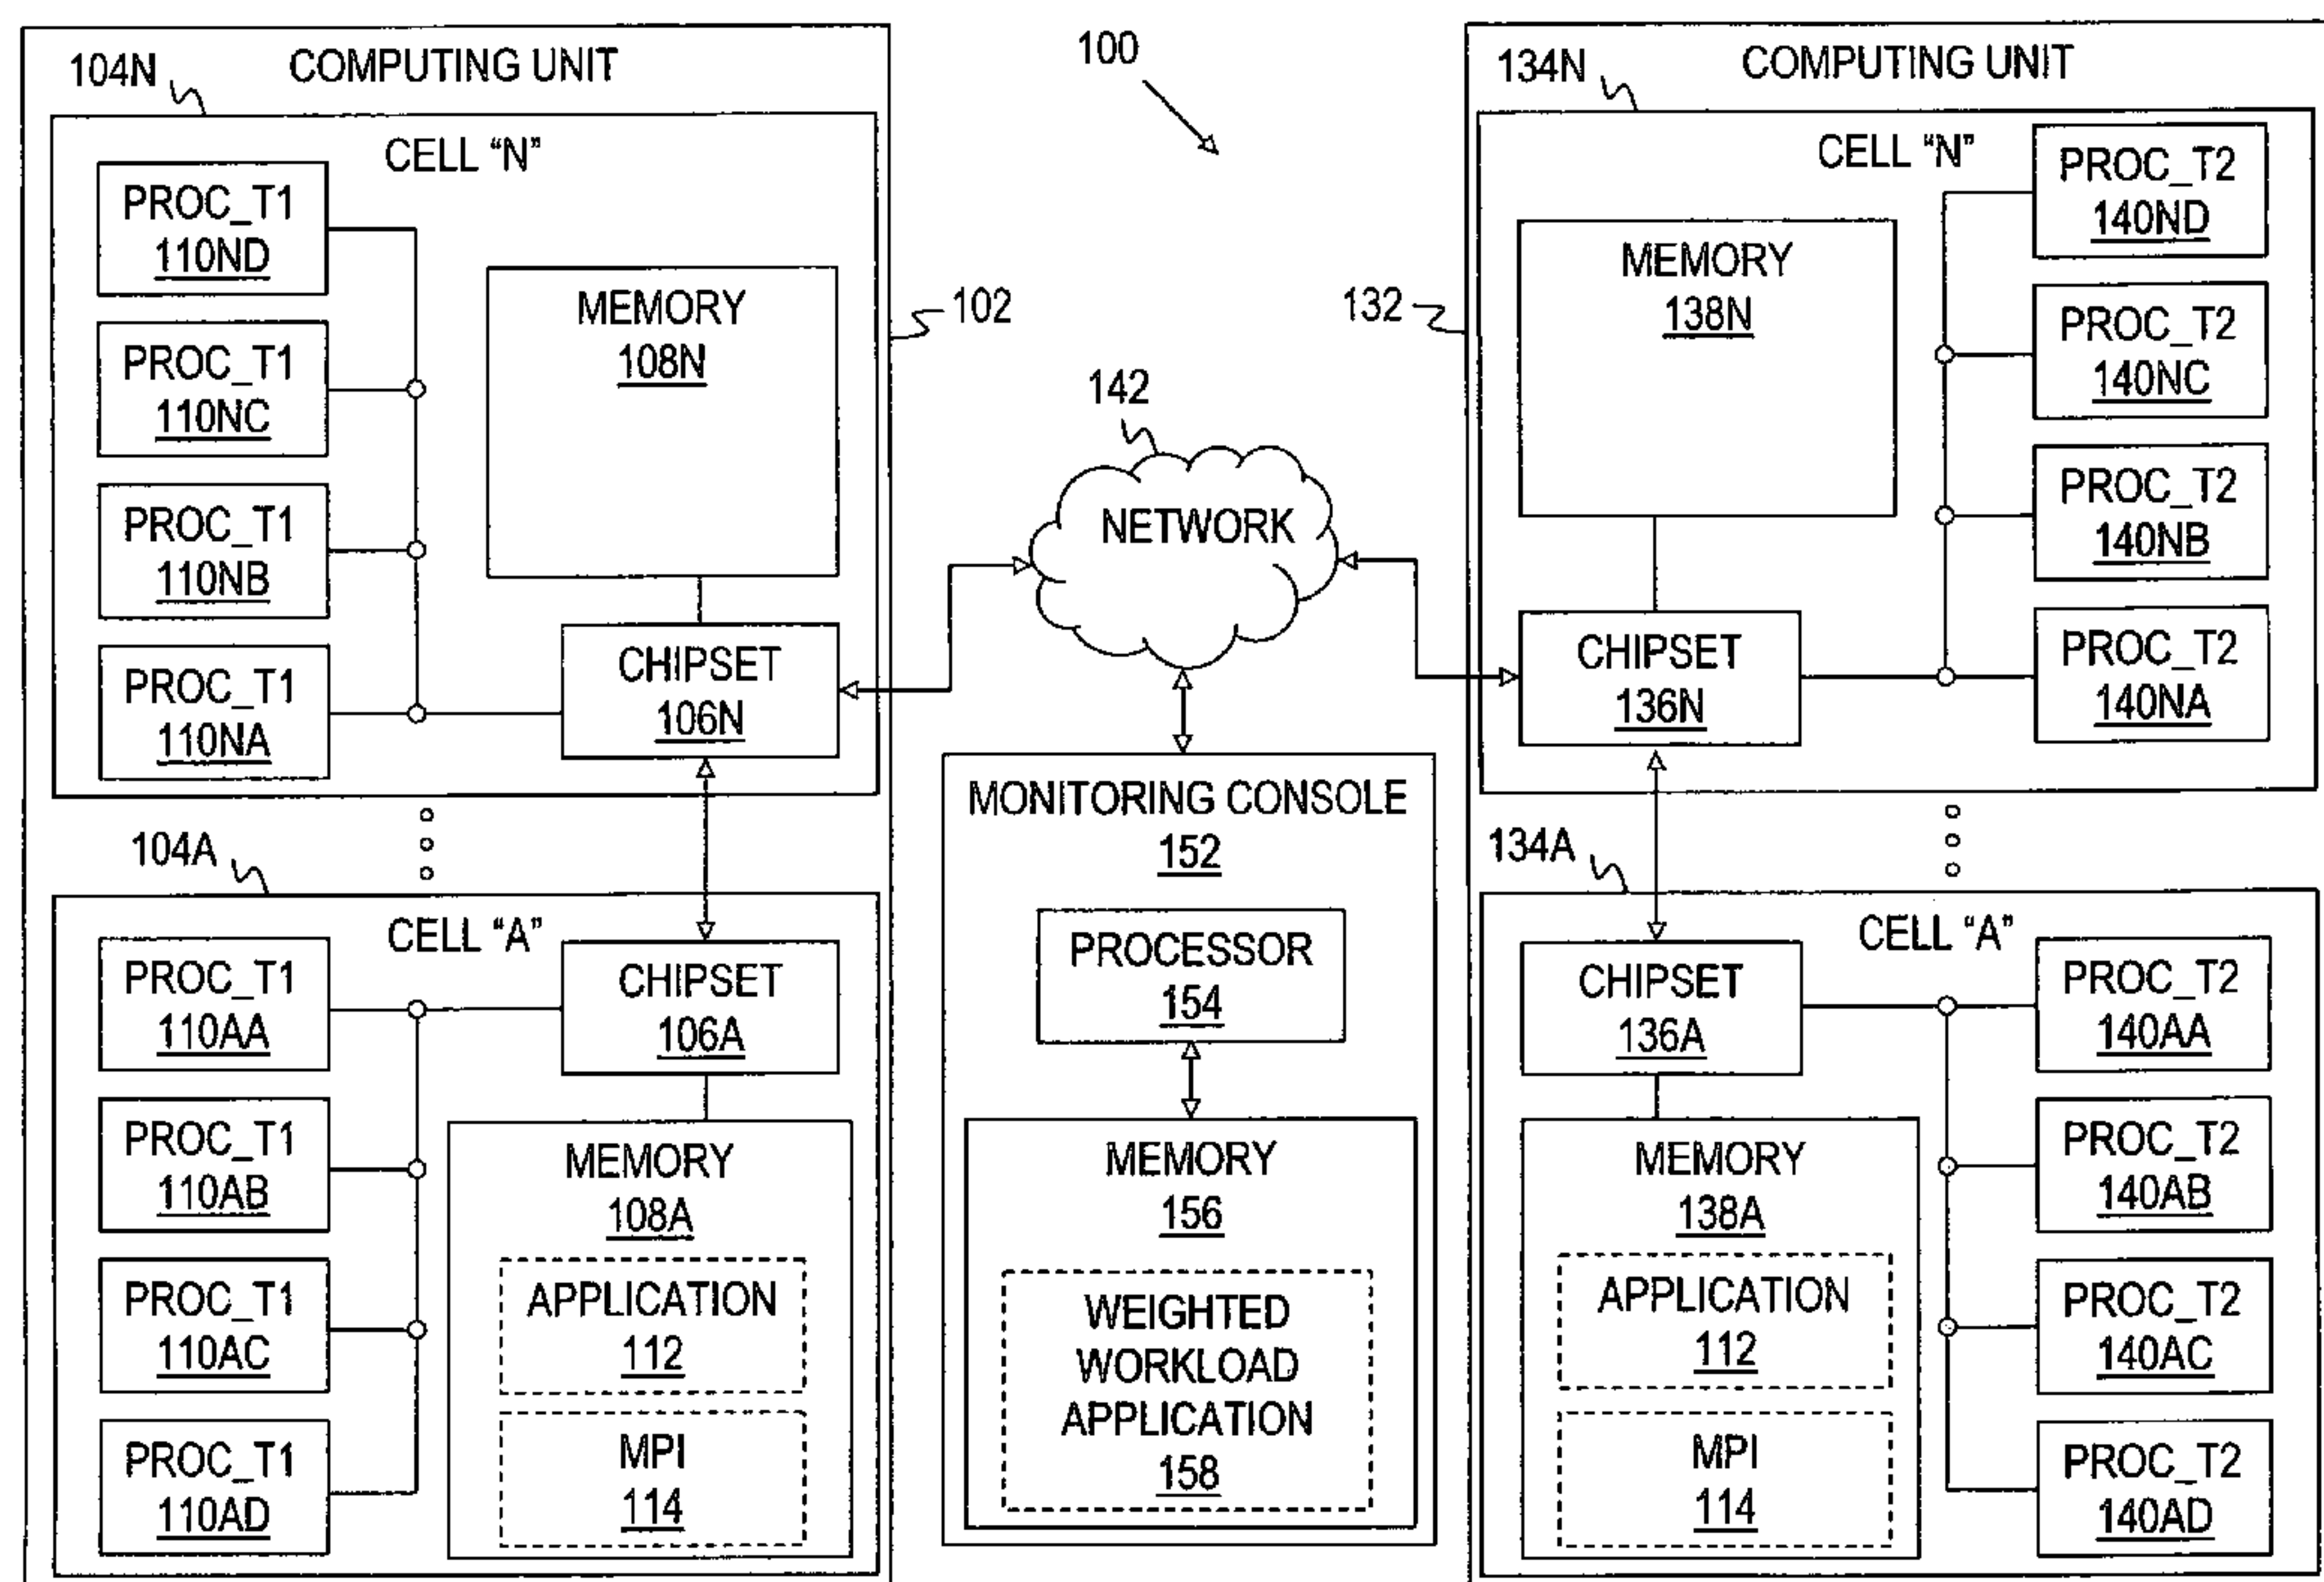 COMPUTING UNIT
104N
CELL “N”
PROC_T1
110ND
PROC_T1
110NC
PROC_T1
110NB
PROC_T1
110NA
MEMORY
108N
CHIPSET
106N
102
104A
CELL “A”
PROC_T1
110AA
PROC_T1
110AB
PROC_T1
110AC
PROC_T1
110AD
CHIPSET
106A
MEMORY
108A
APPLICATION
112
MPI
114
100
142
NETWORK
MONITORING CONSOLE
152
PROCESSOR
154
MEMORY
156
WEIGHTED
WORKLOAD
APPLICATION
158
COMPUTING UNIT
134N
132
CELL “N”
MEMORY
138N
CHIPSET
136N
PROC_T2
140ND
PROC_T2
140NC
PROC_T2
140NB
PROC_T2
140NA
134A
CELL “A”
CHIPSET
136A
MEMORY
138A
APPLICATION
112
MPI
114
PROC_T2
140AA
PROC_T2
140AB
PROC_T2
140AC
PROC_T2
140AD